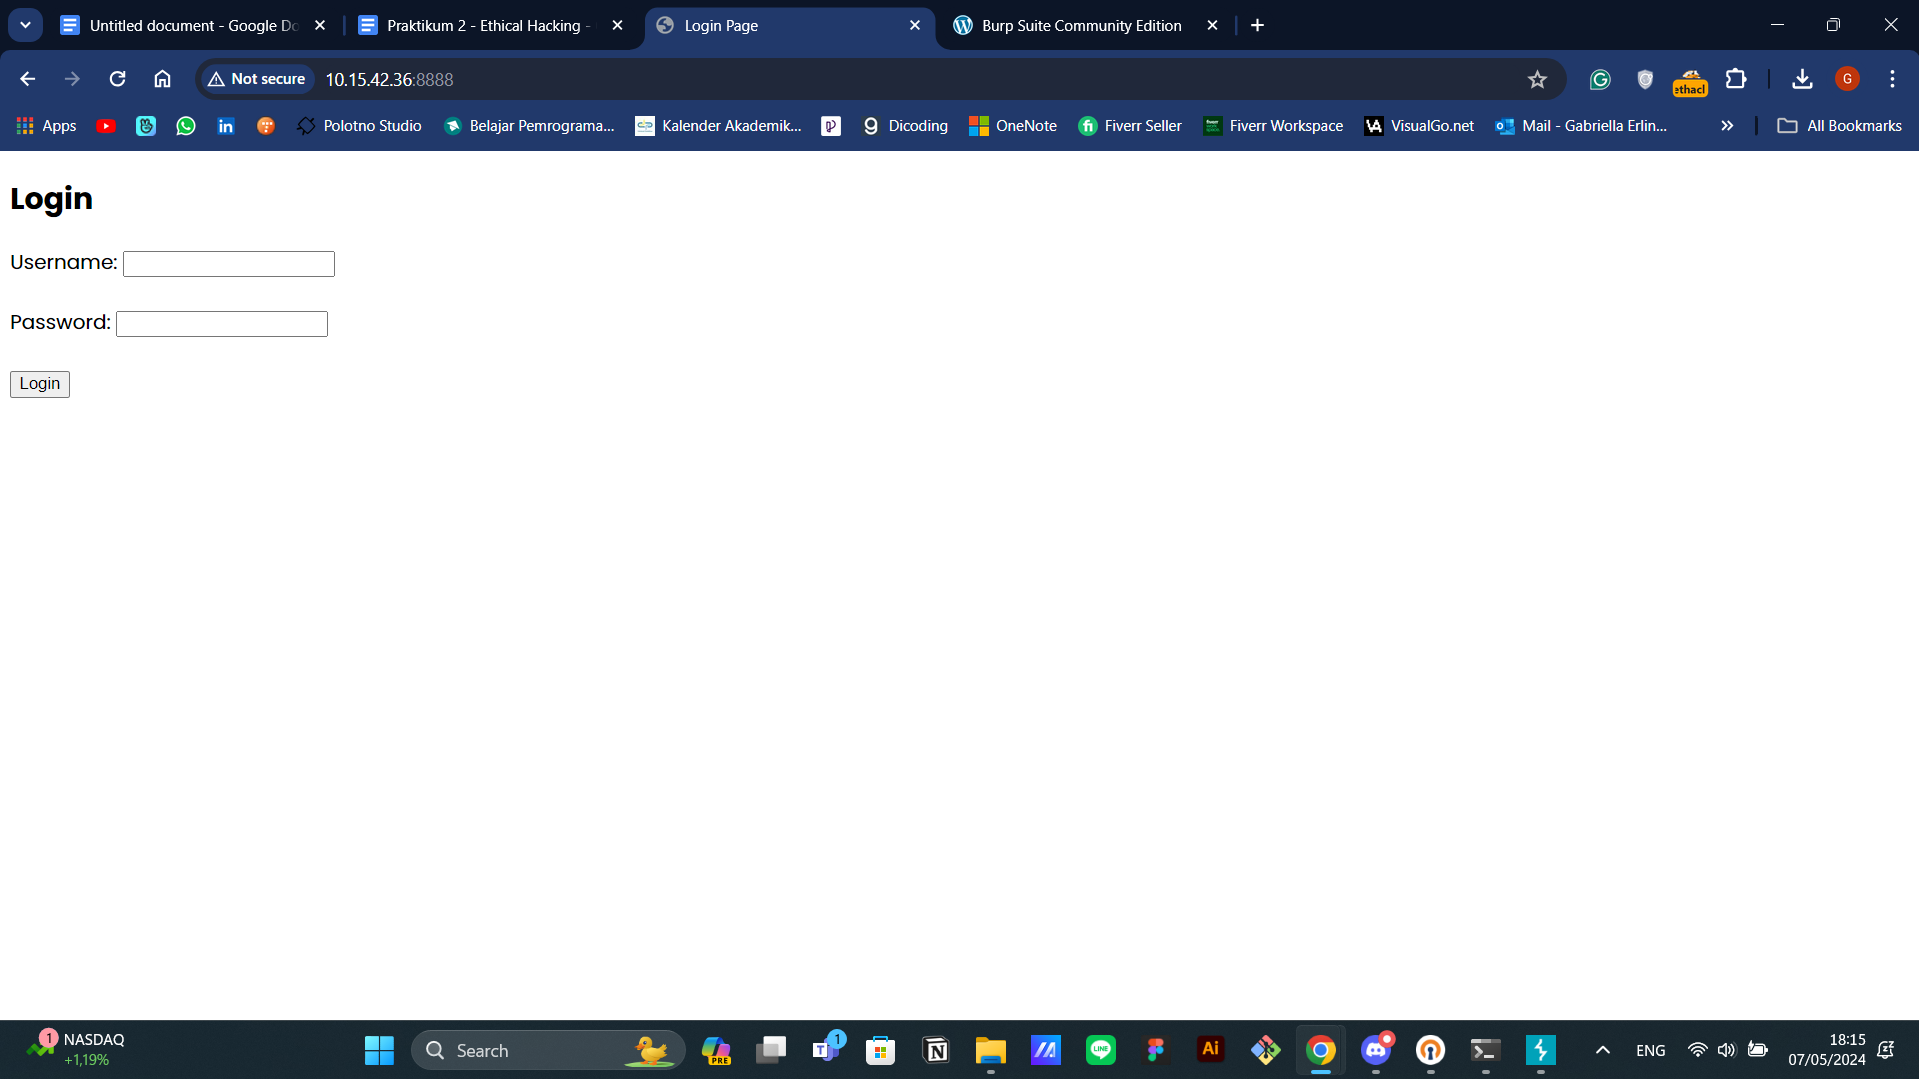 Untitled document - Google Do
Praktikum 2 - Ethical Hacking -
Login Page
Burp Suite Community Edition
Not secure
10.15.42.36:8888
G
ethacl
G
Apps
Polotno Studio
Belajar Pemrograma...
Kalender Akademik...
Dicoding
OneNote
Fiverr Seller
Fiverr Workspace
VisualGo.net
Mail - Gabriella Erlin...
All Bookmarks
Login
Username:
Password:
Login
1
NASDAQ
+1,19%
Search
PRE
1
LINE
Ai
ENG
18:15
07/05/2024